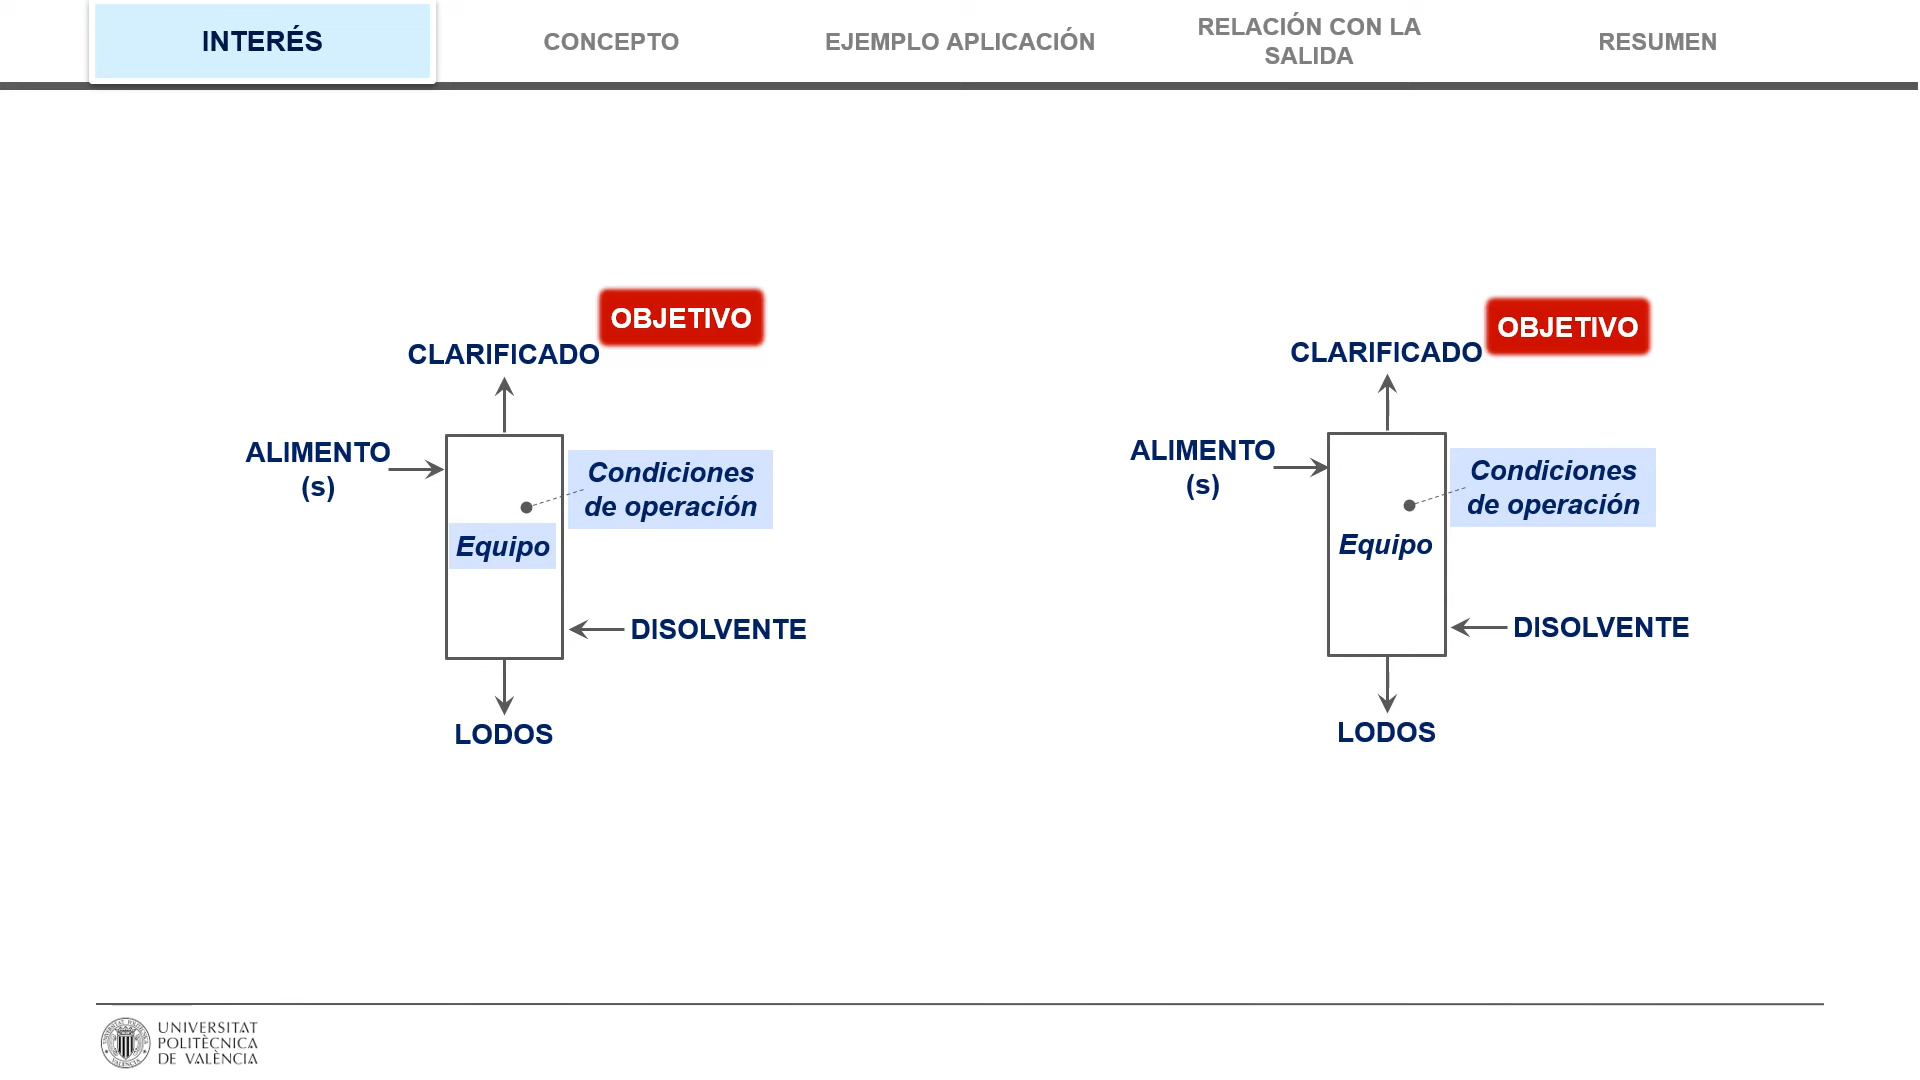 INTERÉS
CONCEPTO
EJEMPLO APLICACIÓN
RELACIÓN CON LA
SALIDA
RESUMEN
OBJETIVO
CLARIFICADO
ALIMENTO
(s)
Condiciones
de operación
Equipo
DISOLVENTE
LODOS
OBJETIVO
CLARIFICADO
ALIMENTO
(s)
Condiciones
de operación
Equipo
DISOLVENTE
LODOS
UNIVERSITAT
POLITÈCNICA
DE VALÈNCIA